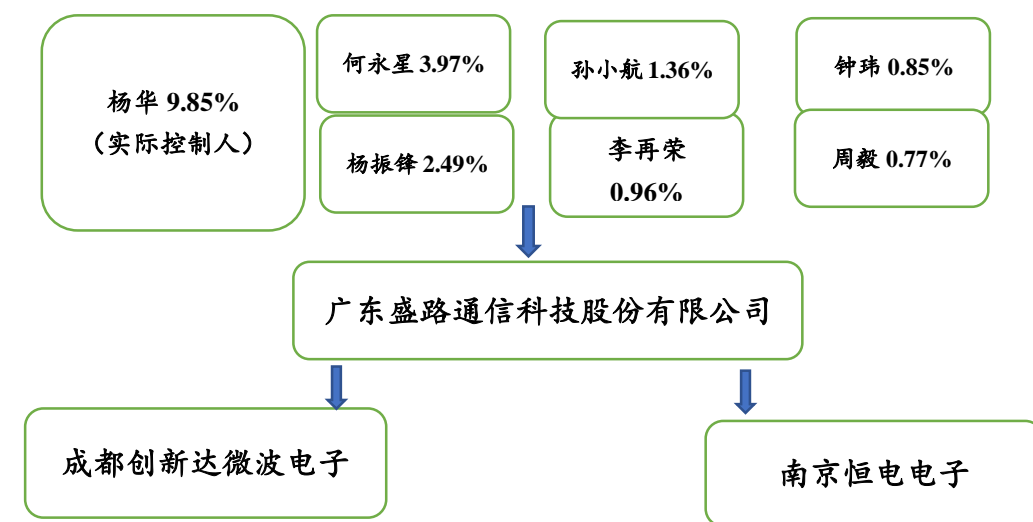 杨华 9.85%
（实际控制人）
何永星 3.97%
杨振锋 2.49%
孙小航 1.36%
李再荣
0.96%
钟玮 0.85%
周毅 0.77%
广东盛路通信科技股份有限公司
成都创新达微波电子
南京恒电电子